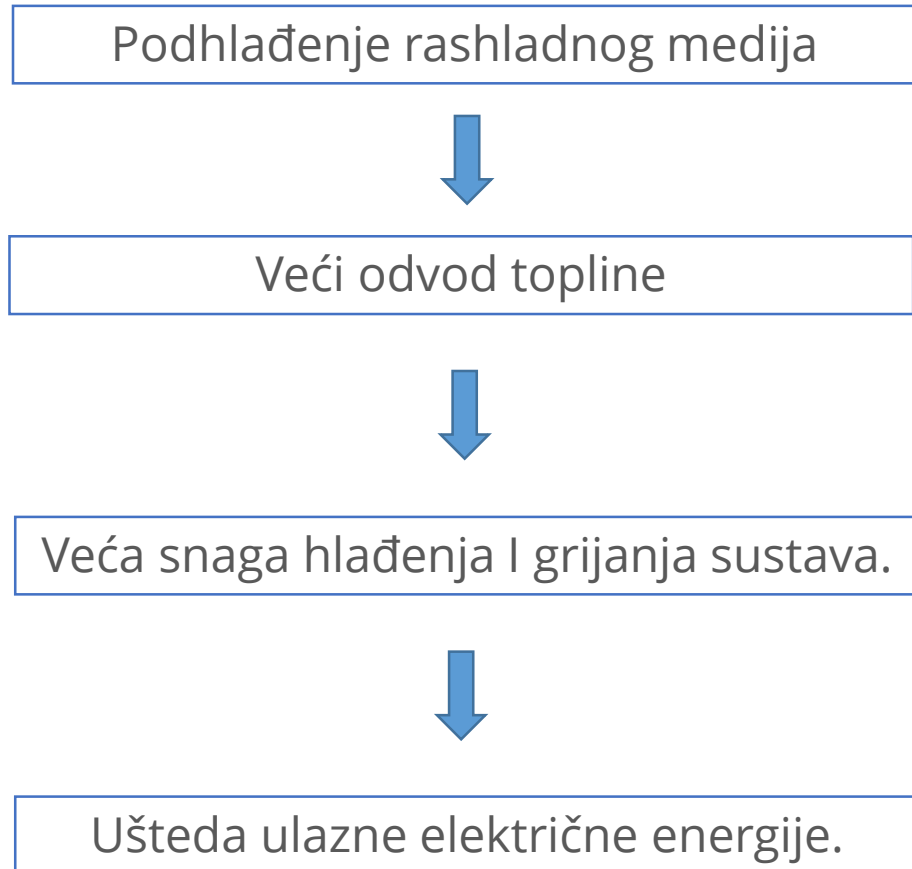 Podhlađenje rashladnog medija
Veći odvod topline
Veća snaga hlađenja I grijanja sustava.
Ušteda ulazne električne energije.